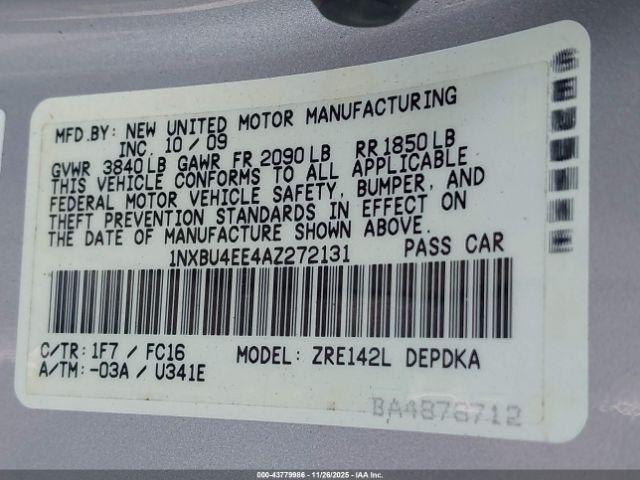 MFD.BY: NEW UNITED MOTOR MANUFACTURING
INC. 10 / 09
GVWR 3840 LB GAWR FR 2090 LB RR 1850 LB
THIS VEHICLE CONFORMS TO ALL APPLICABLE
FEDERAL MOTOR VEHICLE SAFETY, BUMPER, AND
THEFT PREVENTION STANDARDS IN EFFECT ON
THE DATE OF MANUFACTURE SHOWN ABOVE.
1NXBU4EE4AZ272131 PASS CAR
C/TR: 1F7 / FC16 MODEL: ZRE142L DEPDKA
A/TM: -03A / U341E
BA4876712
000-43779986 | 11/26/2025 | IAA Inc.